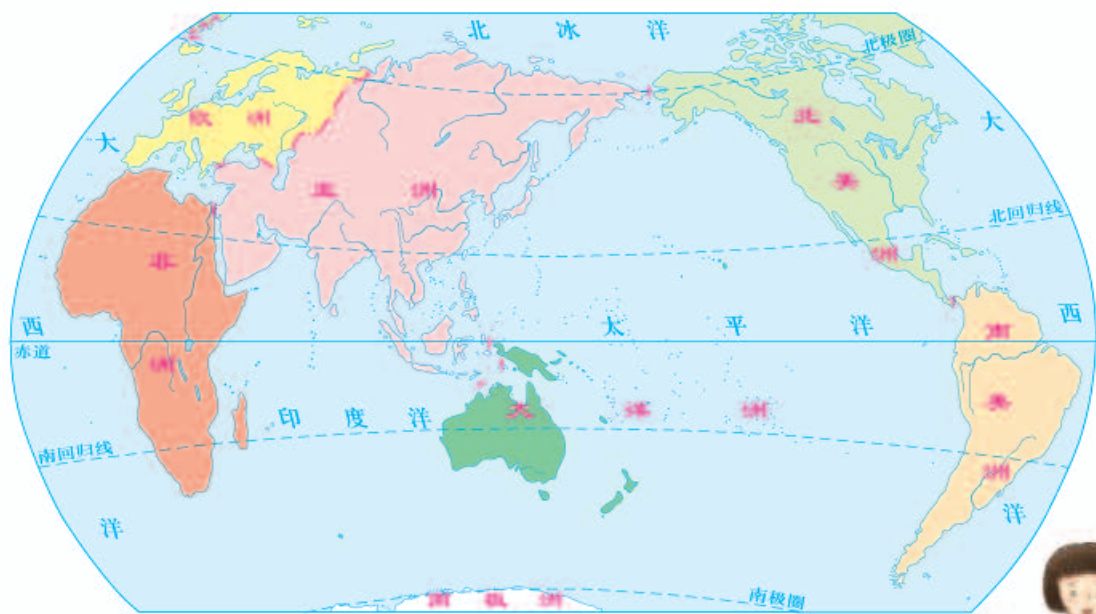 北冰洋
北极圈
欧洲
北美洲
大
大
亚洲
北回归线
非洲
西
太平洋
西
赤道
南美洲
印度洋
大洋洲
南回归线
洋
洋
南极洲
南极圈